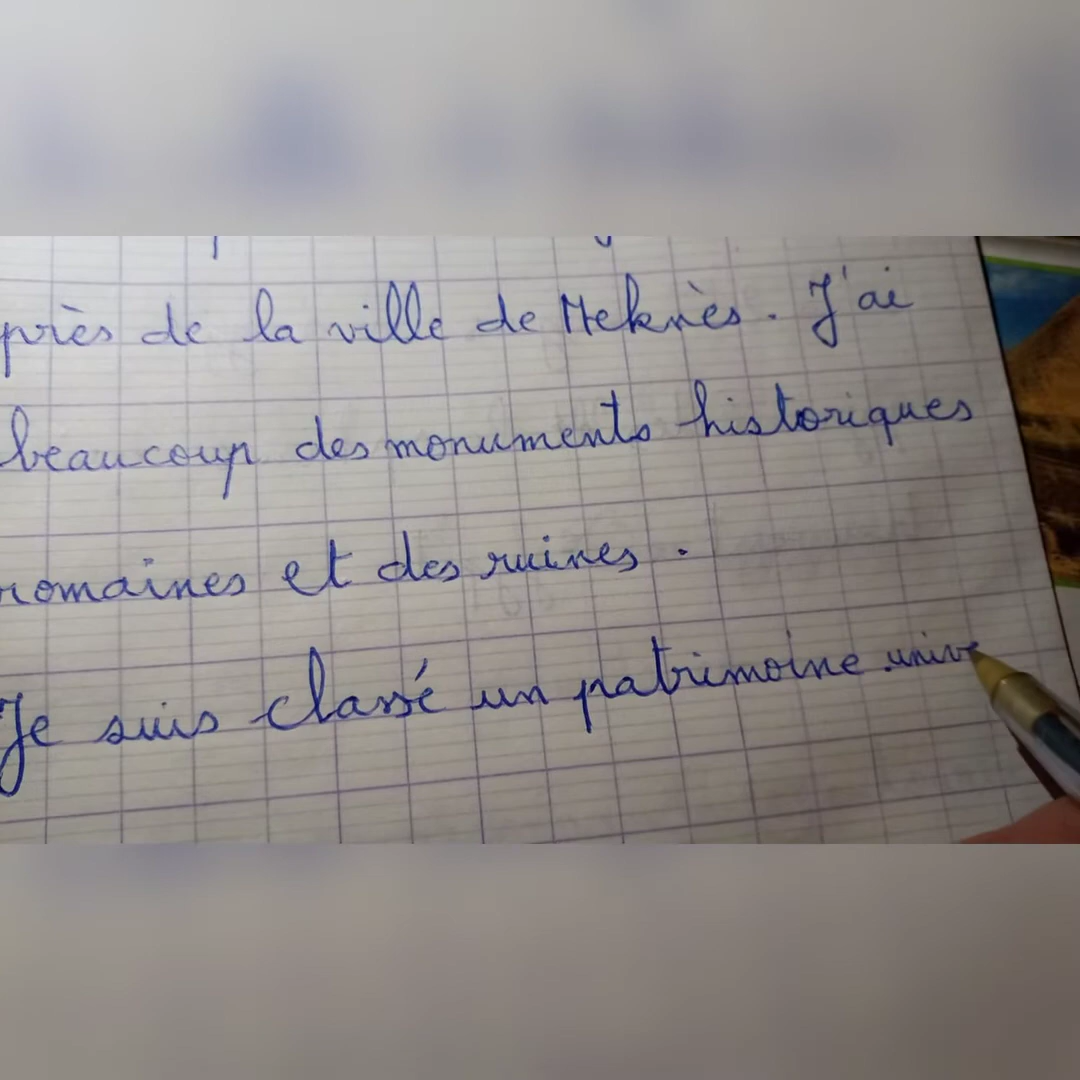 près de la ville de Meknès. J'ai
beaucoup des monuments historiques
romaines et des ruines.
Je suis classé un patrimoine unive